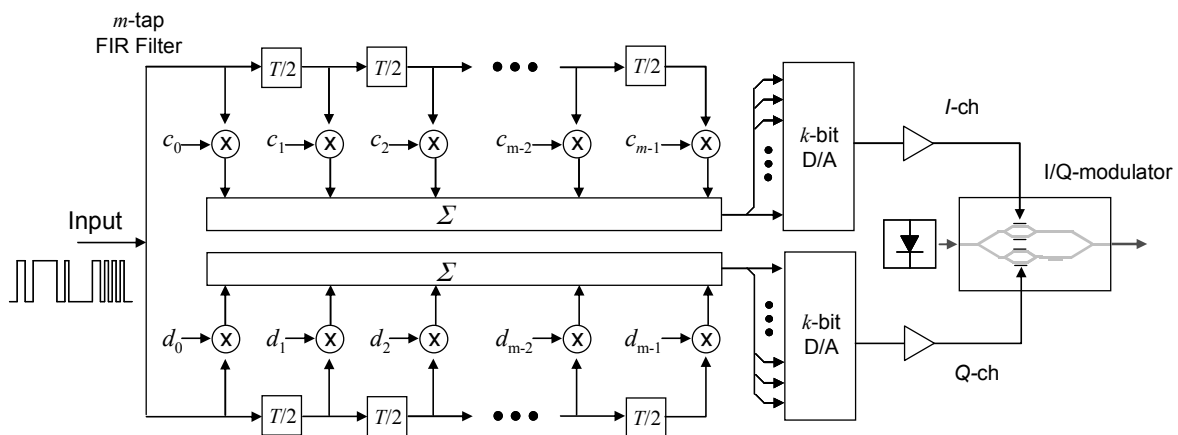 m-tap
FIR Filter
T/2 T/2 T/2
c₀ X c₁ X c₂ X cₘ₋₂ X cₘ₋₁ X
k-bit
D/A
I-ch
I/Q-modulator
Σ
Input
Σ
d₀ X d₁ X d₂ X dₘ₋₂ X dₘ₋₁ X
k-bit
D/A
Q-ch
T/2 T/2 T/2